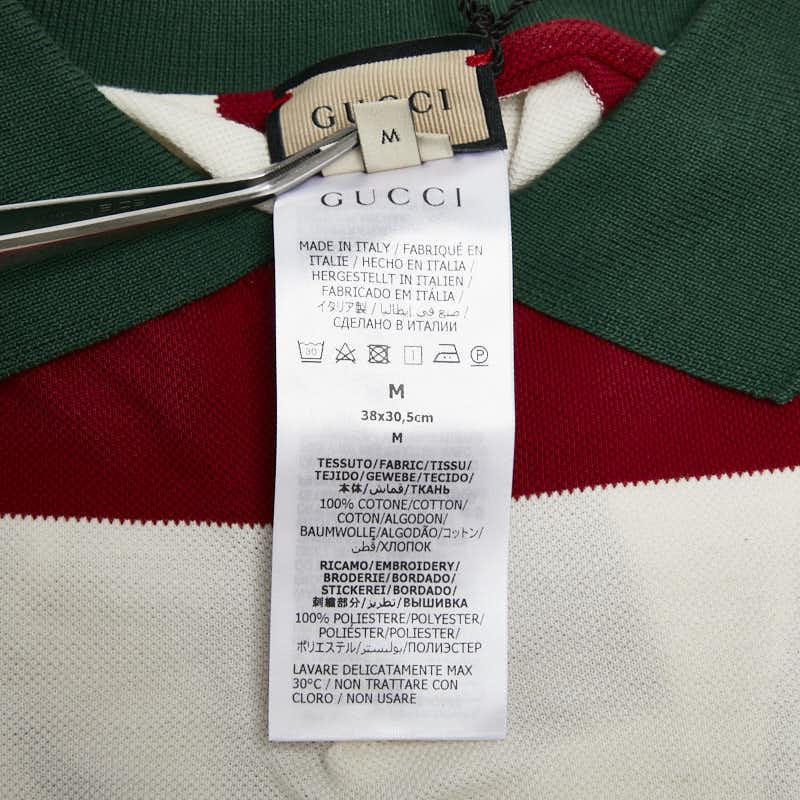 GUCCI
M
GUCCI
MADE IN ITALY / FABRIQUÉ EN
ITALIE / HECHO EN ITALIA /
HERGESTELLT IN ITALIEN /
FABRICADO EM ITÁLIA /
イタリア製 / صنع في إيطاليا /
СДЕЛАНО В ИТАЛИИ
30
M
38x30,5cm
M
TESSUTO/FABRIC/TISSU/
TEJIDO/GEWEBE/TECIDO/
本体/قماش/ТКАНЬ
100% COTONE/COTTON/
COTON/ALGODON/
BAUMWOLLE/ALGODÃO/コットン/
قطن/ХЛОПОК
RICAMO/EMBROIDERY/
BRODERIE/BORDADO/
STICKEREI/BORDADO/
刺繍部分/تطريز/ВЫШИВКА
100% POLIESTERE/POLYESTER/
POLIÉSTER/POLIESTER/
ポリエステル/بوليستر/ПОЛИЭСТЕР
LAVARE DELICATAMENTE MAX
30°C / NON TRATTARE CON
CLORO / NON USARE